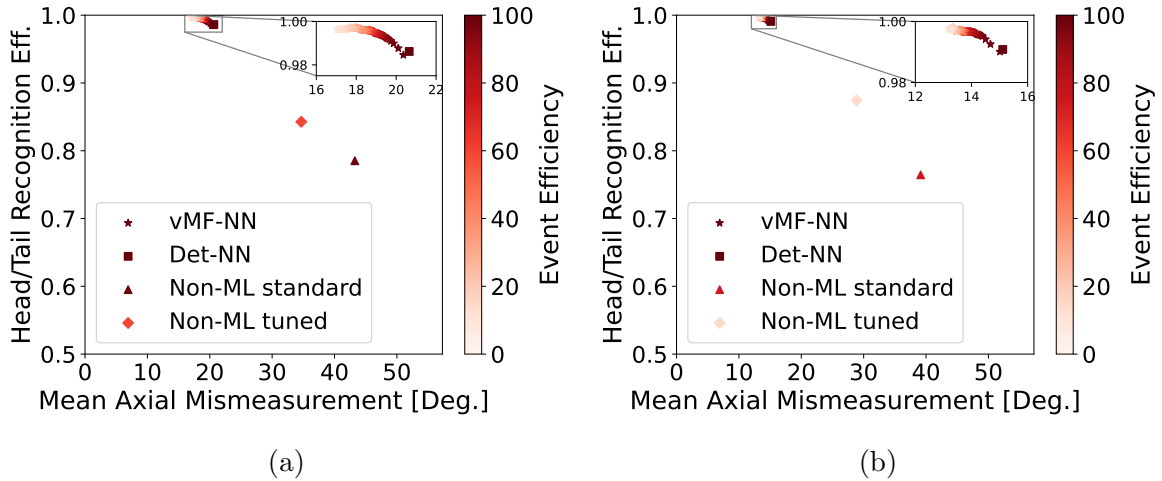 1.0
0.9
0.8
0.7
0.6
0.5
Head/Tail Recognition Eff.
0 10 20 30 40 50
Mean Axial Mismeasurement [Deg.]
1.00
0.98
16 18 20 22
vMF-NN
Det-NN
Non-ML standard
Non-ML tuned
100
80
60
40
20
0
Event Efficiency
(a)
1.0
0.9
0.8
0.7
0.6
0.5
Head/Tail Recognition Eff.
0 10 20 30 40 50
Mean Axial Mismeasurement [Deg.]
1.00
0.98
12 14 16
vMF-NN
Det-NN
Non-ML standard
Non-ML tuned
100
80
60
40
20
0
Event Efficiency
(b)